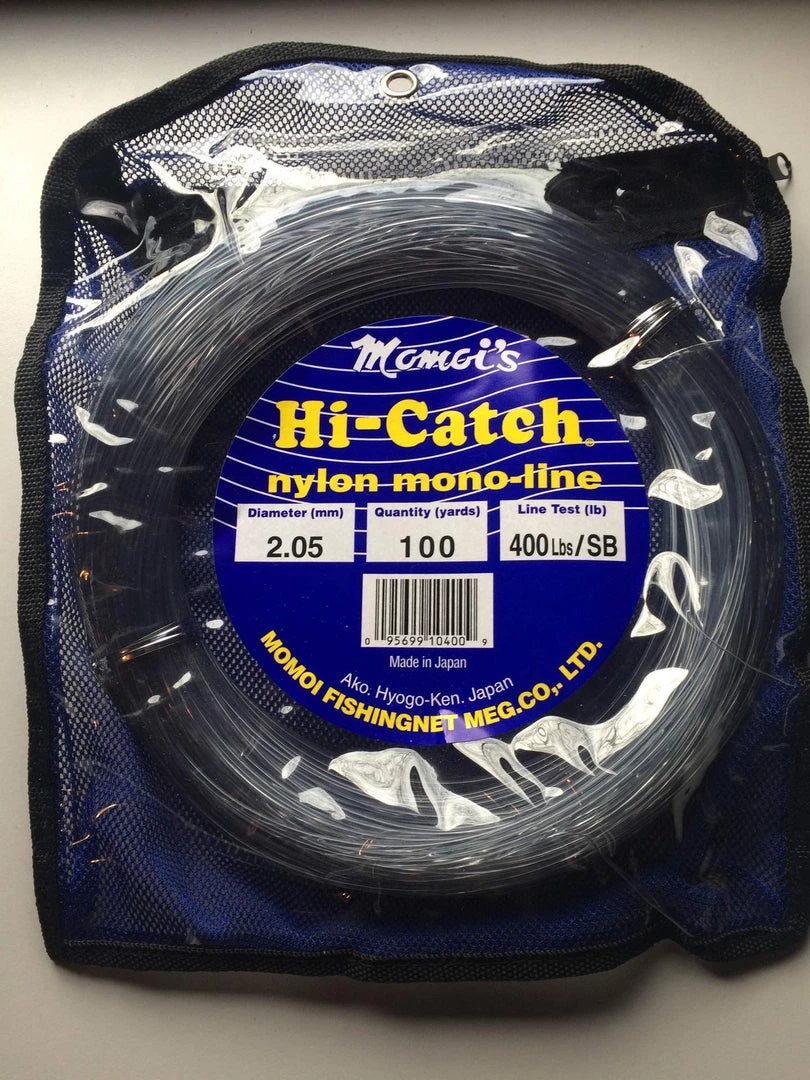 Momoi's
Hi-Catch®
nylon mono-line
Diameter (mm) Quantity (yards) Line Test (lb)
2.05 100 400 Lbs/SB
0 95699 10400 9
Made in Japan
Ako. Hyogo-Ken. Japan
MOMOI FISHINGNET MEG.CO,. LTD.